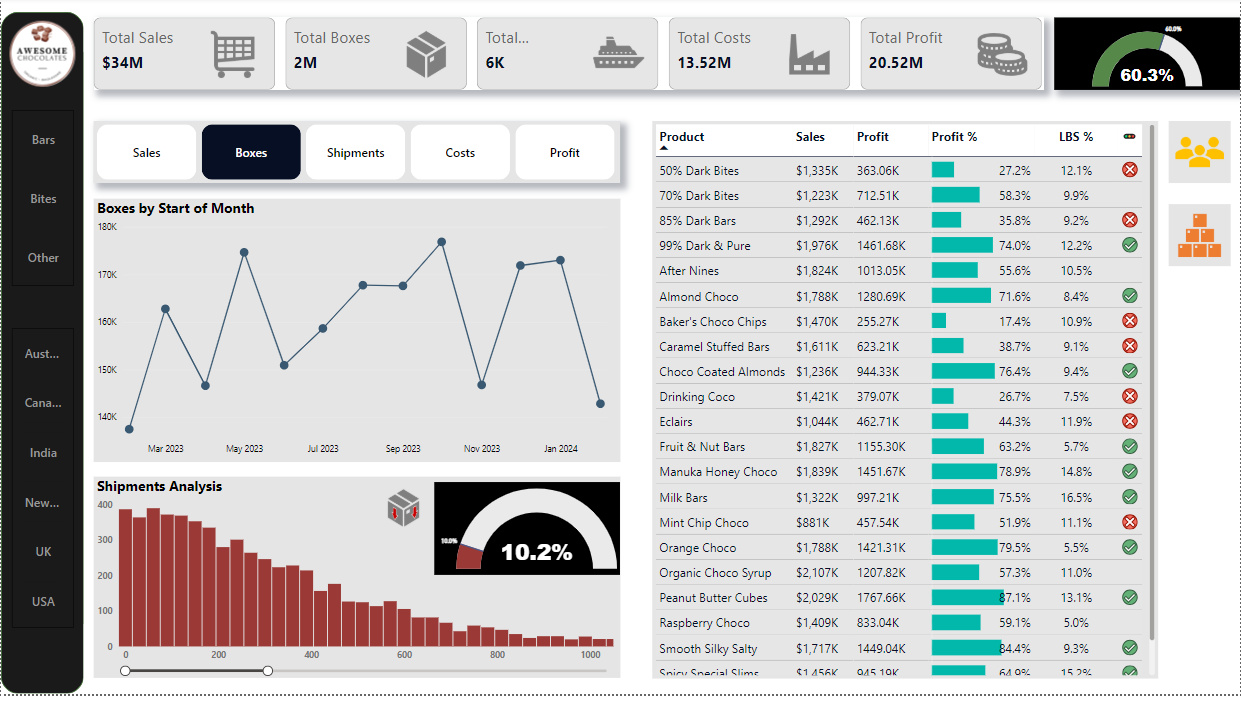 AWESOME
CHOCOLATES
Total Sales
$34M
Total Boxes
2M
Total...
6K
Total Costs
13.52M
Total Profit
20.52M
60.0%
60.3%
Bars
Bites
Other
Aust...
Cana...
India
New...
UK
USA
Sales
Boxes
Shipments
Costs
Profit
Boxes by Start of Month
180K
170K
160K
150K
140K
Mar 2023 May 2023 Jul 2023 Sep 2023 Nov 2023 Jan 2024
Shipments Analysis
400
300
200
100
0
0 200 400 600 800 1000
10.0%
10.2%
Product Sales Profit Profit % LBS %
50% Dark Bites $1,335K 363.06K 27.2% 12.1%
70% Dark Bites $1,223K 712.51K 58.3% 9.9%
85% Dark Bars $1,292K 462.13K 35.8% 9.2%
99% Dark & Pure $1,976K 1461.68K 74.0% 12.2%
After Nines $1,824K 1013.05K 55.6% 10.5%
Almond Choco $1,788K 1280.69K 71.6% 8.4%
Baker's Choco Chips $1,470K 255.27K 17.4% 10.9%
Caramel Stuffed Bars $1,611K 623.21K 38.7% 9.1%
Choco Coated Almonds $1,236K 944.33K 76.4% 9.4%
Drinking Coco $1,421K 379.07K 26.7% 7.5%
Eclairs $1,044K 462.71K 44.3% 11.9%
Fruit & Nut Bars $1,827K 1155.30K 63.2% 5.7%
Manuka Honey Choco $1,839K 1451.67K 78.9% 14.8%
Milk Bars $1,322K 997.21K 75.5% 16.5%
Mint Chip Choco $881K 457.54K 51.9% 11.1%
Orange Choco $1,788K 1421.31K 79.5% 5.5%
Organic Choco Syrup $2,107K 1207.82K 57.3% 11.0%
Peanut Butter Cubes $2,029K 1767.66K 87.1% 13.1%
Raspberry Choco $1,409K 833.04K 59.1% 5.0%
Smooth Silky Salty $1,717K 1449.04K 84.4% 9.3%
Spicy Special Slims $1,456K 945.19K 64.9% 15.2%